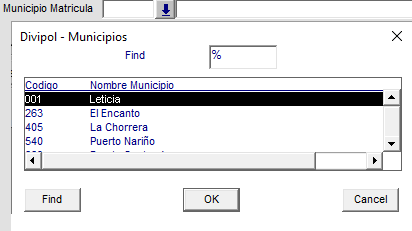 Municipio Matricula
Divipol - Municipios
Find %
Codigo Nombre Municipio
001 Leticia
263 El Encanto
405 La Chorrera
540 Puerto Nariño
Find OK Cancel